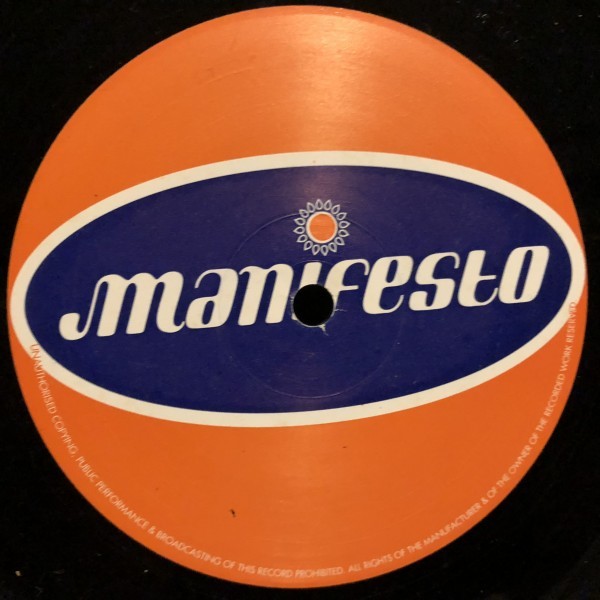 manifesto
UNAUTHORISED COPYING, PUBLIC PERFORMANCE & BROADCASTING OF THIS RECORD PROHIBITED. ALL RIGHTS OF THE MANUFACTURER & OF THE OWNER OF THE RECORDED WORK RESERVED